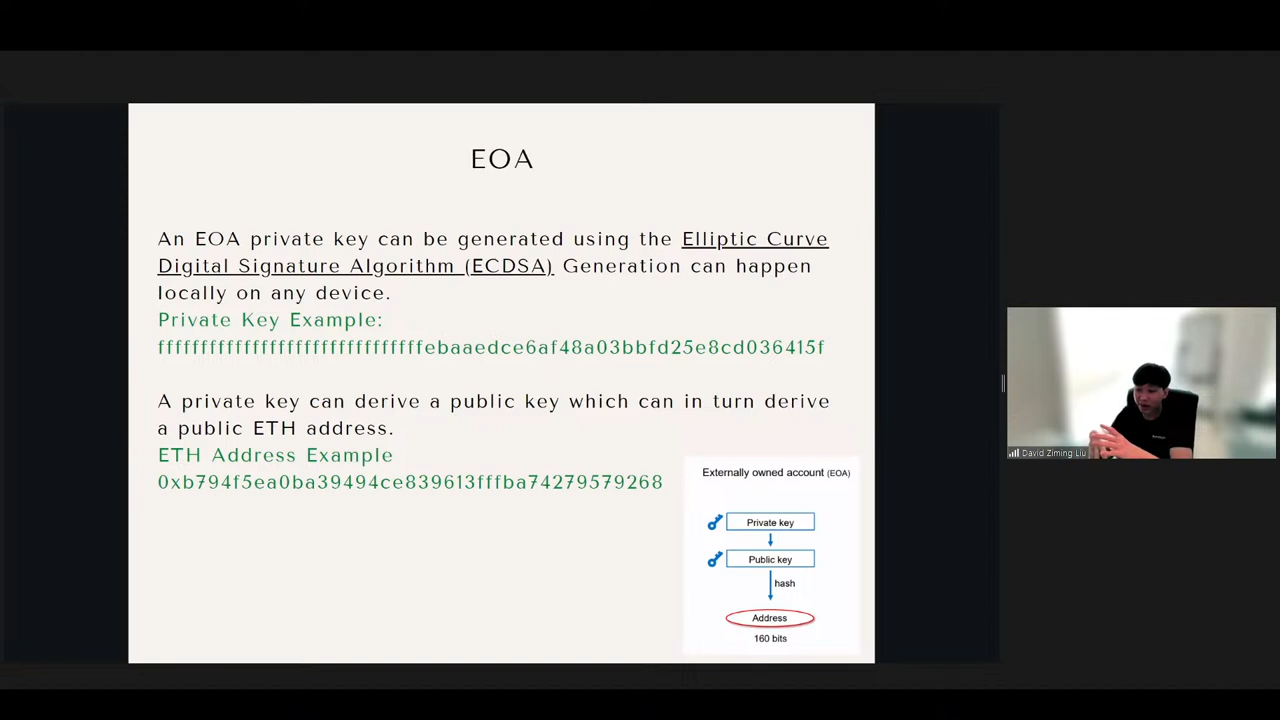 EOA
An EOA private key can be generated using the Elliptic Curve
Digital Signature Algorithm (ECDSA) Generation can happen
locally on any device.
Private Key Example:
fffffffffffffffffffffffffffffffebaaedce6af48a03bbfd25e8cd036415f
A private key can derive a public key which can in turn derive
a public ETH address.
ETH Address Example
0xb794f5ea0ba39494ce839613fffba74279579268
Externally owned account (EOA)
Private key
Public key
hash
Address
160 bits
David Ziming Liu